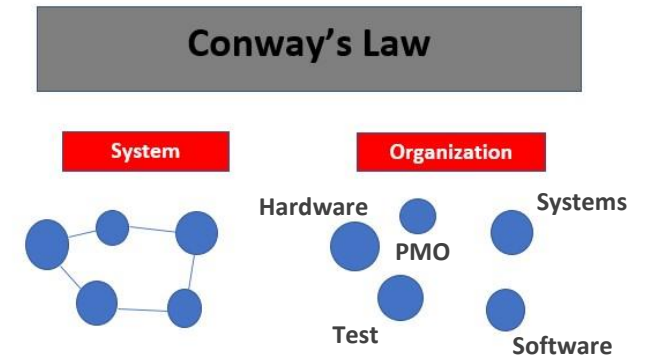 Conway’s Law
System
Organization
Hardware
Systems
PMO
Test
Software